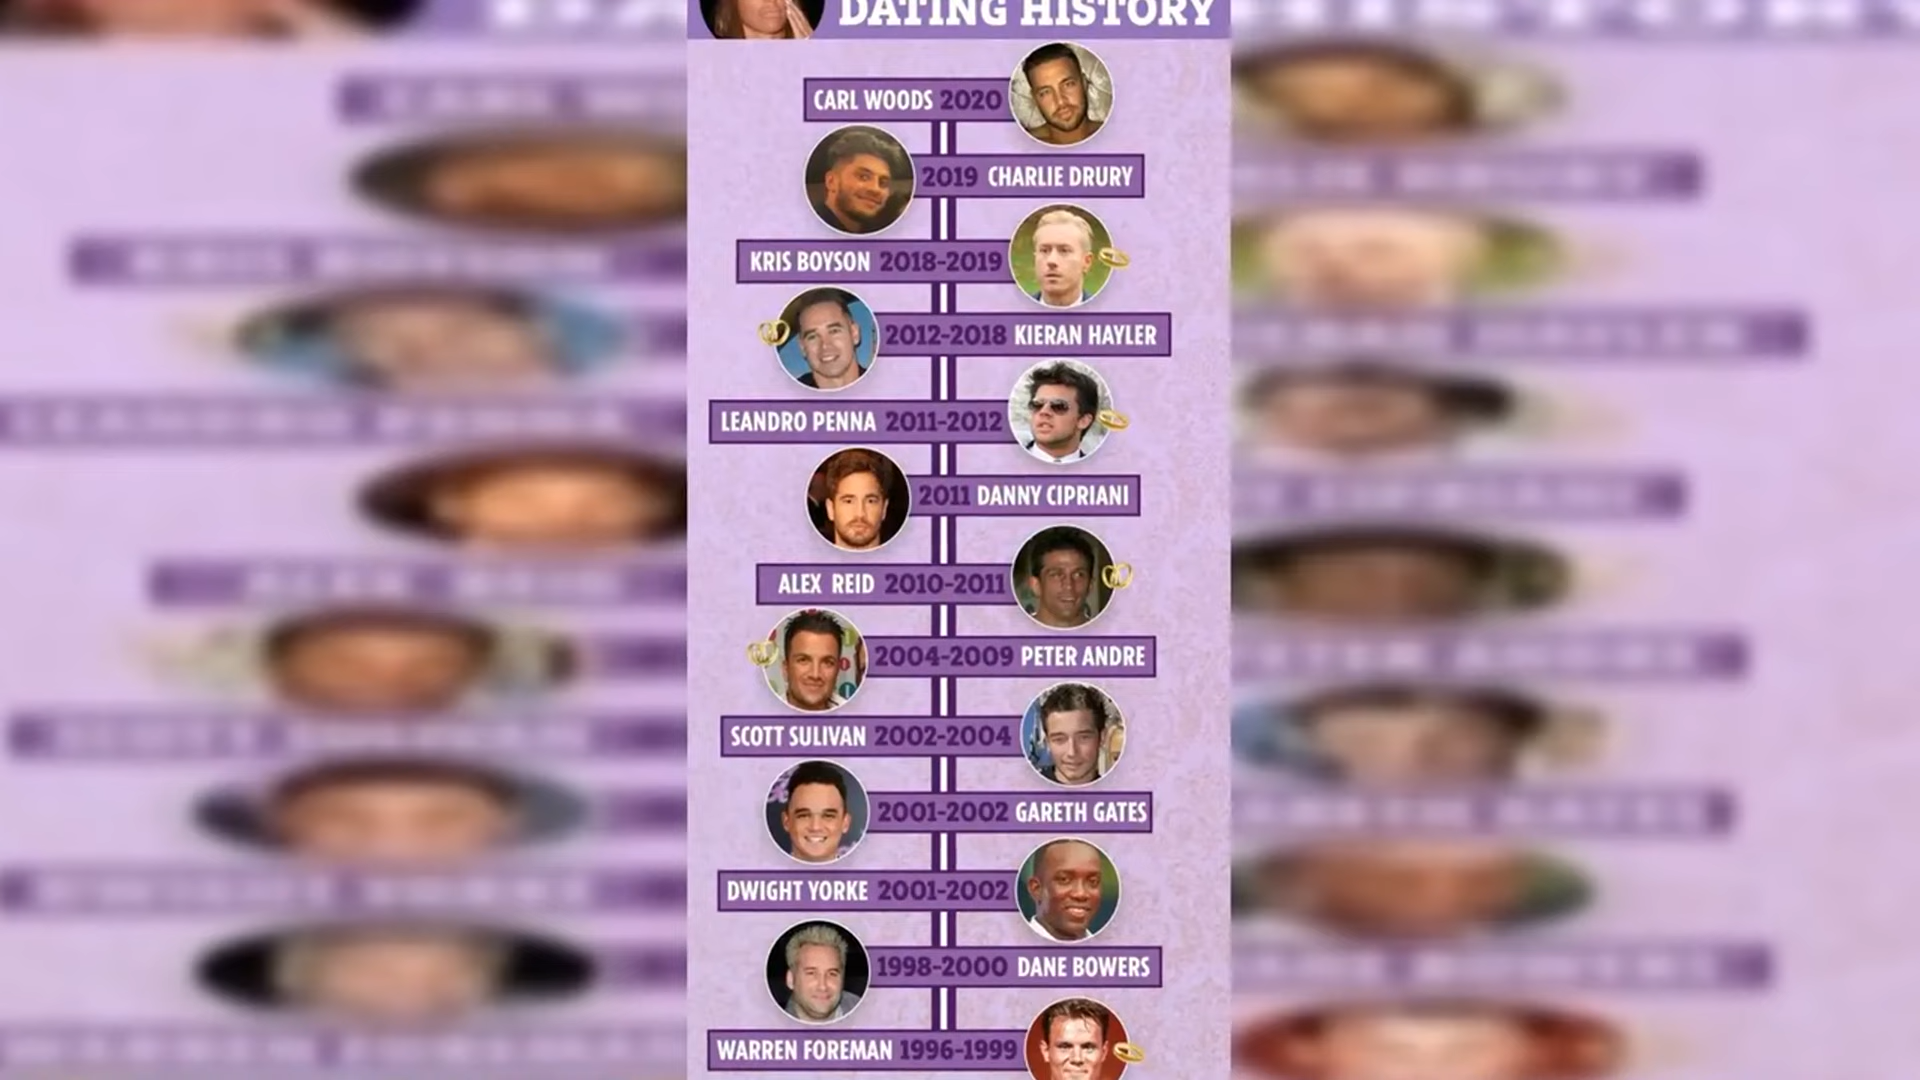 DATING HISTORY
CARL WOODS 2020
2019 CHARLIE DRURY
KRIS BOYSON 2018-2019
2012-2018 KIERAN HAYLER
LEANDRO PENNA 2011-2012
2011 DANNY CIPRIANI
ALEX REID 2010-2011
2004-2009 PETER ANDRE
SCOTT SULIVAN 2002-2004
2001-2002 GARETH GATES
DWIGHT YORKE 2001-2002
1998-2000 DANE BOWERS
WARREN FOREMAN 1996-1999